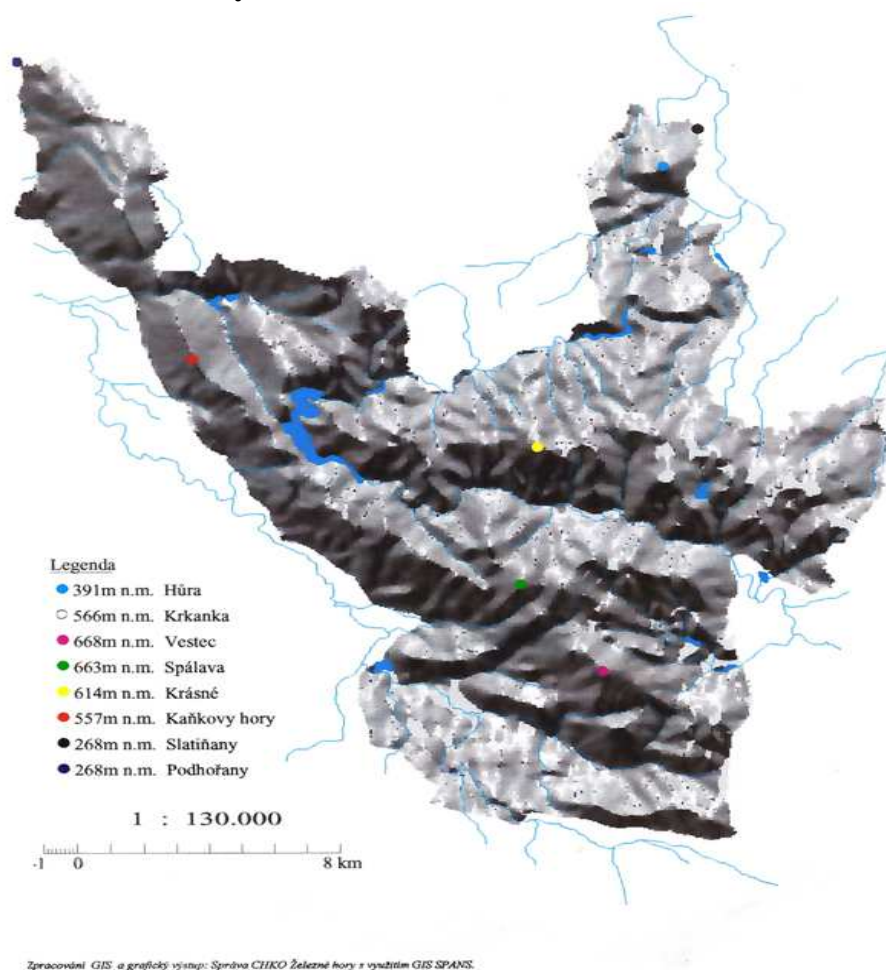 Legenda
391m n.m. Hůra
566m n.m. Krkanka
668m n.m. Vestec
663m n.m. Spálava
614m n.m. Krásné
557m n.m. Kaňkovy hory
268m n.m. Slatiňany
268m n.m. Podhořany
1 : 130.000
-1 0 8 km
Zpracování GIS a grafický výstup: Správa CHKO Železné hory s využitím GIS SPANS.